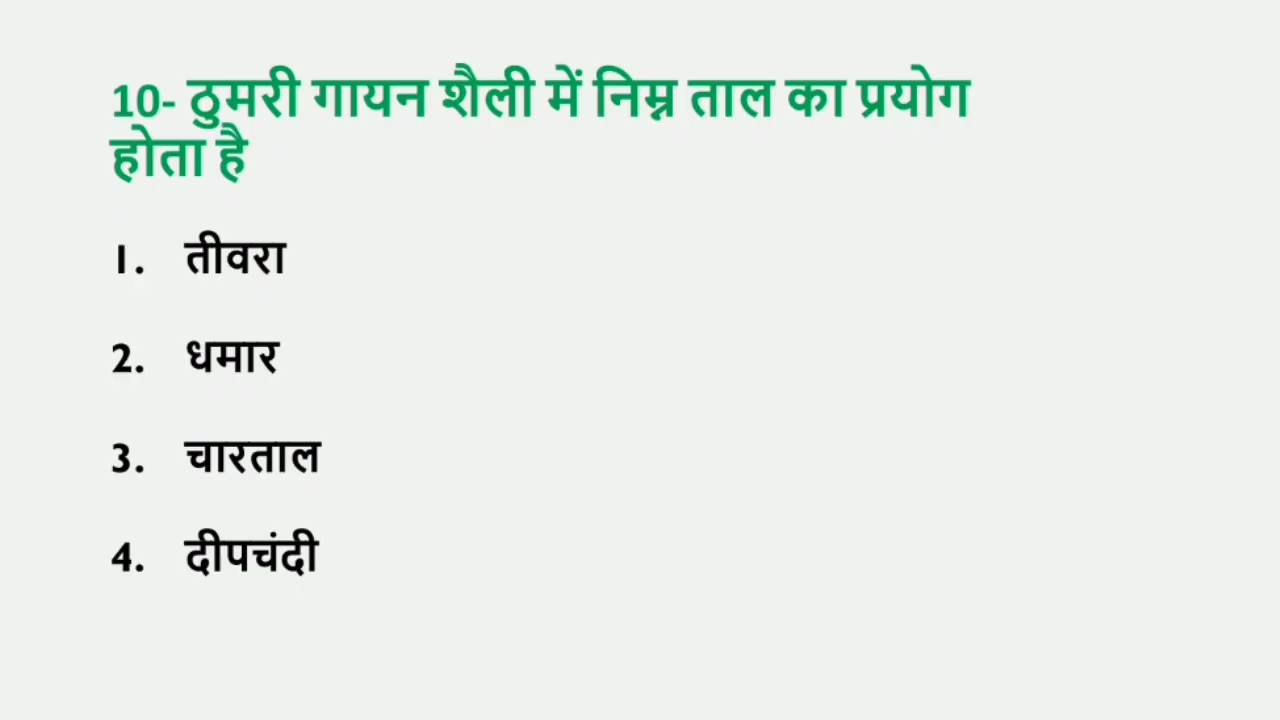 10- ठुमरी गायन शैली में निम्न ताल का प्रयोग
होता है
1. तीवरा
2. धमार
3. चारताल
4. दीपचंदी